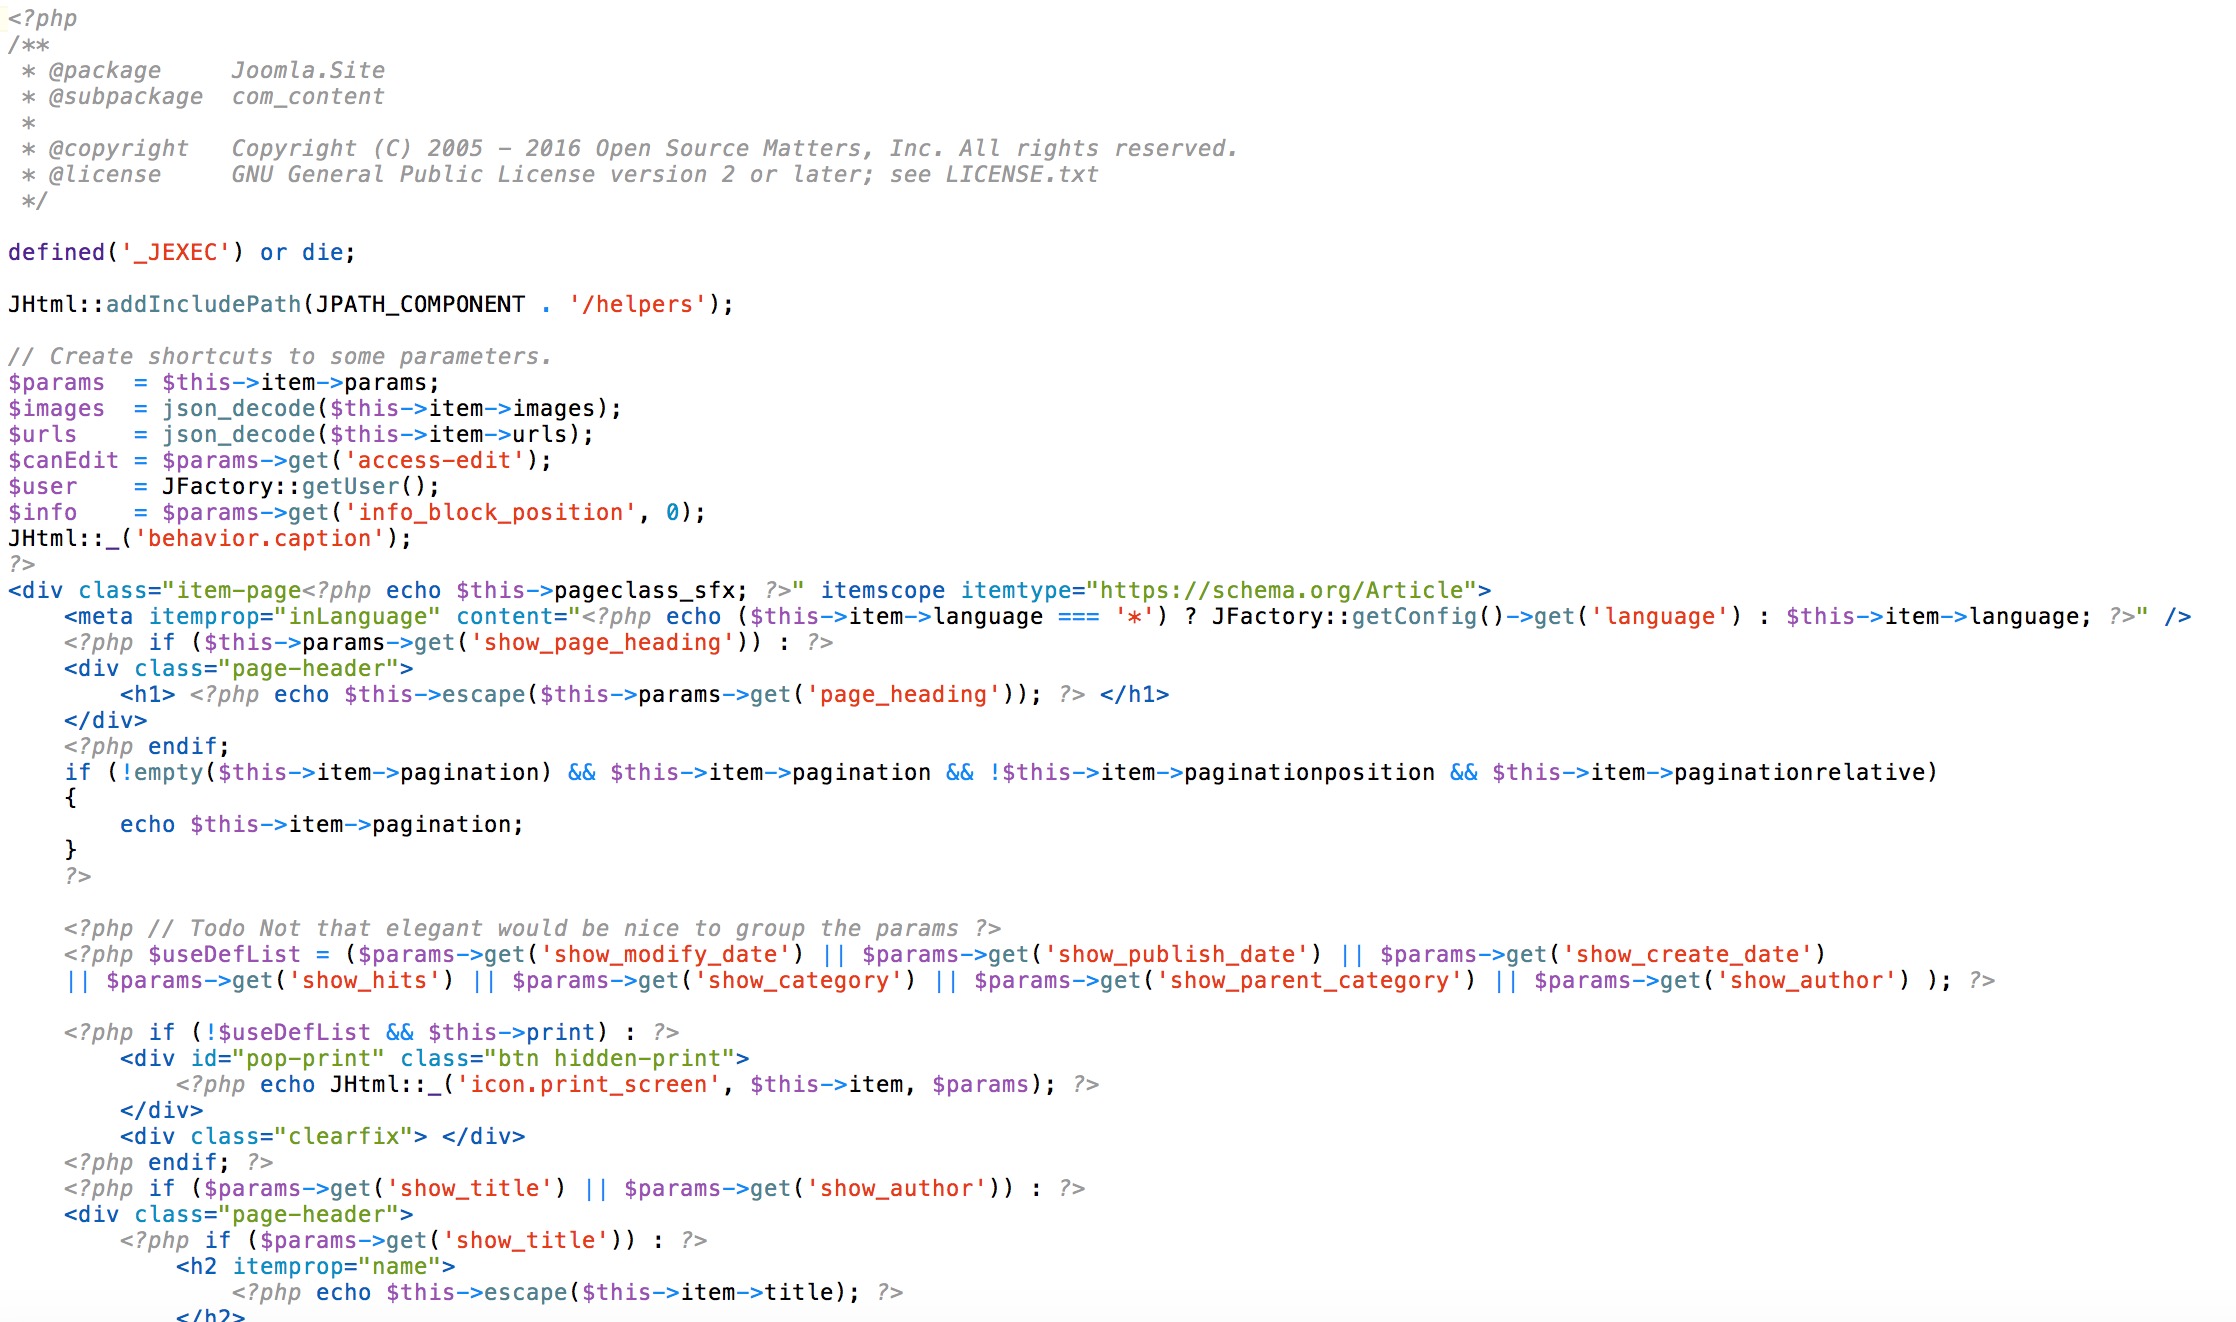 <?php
/**
 * @package     Joomla.Site
 * @subpackage  com_content
 *
 * @copyright   Copyright (C) 2005 - 2016 Open Source Matters, Inc. All rights reserved.
 * @license     GNU General Public License version 2 or later; see LICENSE.txt
 */

defined('_JEXEC') or die;

JHtml::addIncludePath(JPATH_COMPONENT . '/helpers');

// Create shortcuts to some parameters.
$params  = $this->item->params;
$images  = json_decode($this->item->images);
$urls    = json_decode($this->item->urls);
$canEdit = $params->get('access-edit');
$user    = JFactory::getUser();
$info    = $params->get('info_block_position', 0);
JHtml::_('behavior.caption');
?>
<div class="item-page<?php echo $this->pageclass_sfx; ?>" itemscope itemtype="https://schema.org/Article">
    <meta itemprop="inLanguage" content="<?php echo ($this->item->language === '*') ? JFactory::getConfig()->get('language') : $this->item->language; ?>" />
    <?php if ($this->params->get('show_page_heading')) : ?>
    <div class="page-header">
        <h1> <?php echo $this->escape($this->params->get('page_heading')); ?> </h1>
    </div>
    <?php endif;
    if (!empty($this->item->pagination) && $this->item->pagination && !$this->item->paginationposition && $this->item->paginationrelative)
    {
        echo $this->item->pagination;
    }
    ?>

    <?php // Todo Not that elegant would be nice to group the params ?>
    <?php $useDefList = ($params->get('show_modify_date') || $params->get('show_publish_date') || $params->get('show_create_date')
    || $params->get('show_hits') || $params->get('show_category') || $params->get('show_parent_category') || $params->get('show_author') ); ?>

    <?php if (!$useDefList && $this->print) : ?>
        <div id="pop-print" class="btn hidden-print">
            <?php echo JHtml::_('icon.print_screen', $this->item, $params); ?>
        </div>
        <div class="clearfix"> </div>
    <?php endif; ?>
    <?php if ($params->get('show_title') || $params->get('show_author')) : ?>
    <div class="page-header">
        <?php if ($params->get('show_title')) : ?>
            <h2 itemprop="name">
                <?php echo $this->escape($this->item->title); ?>
            </h2>